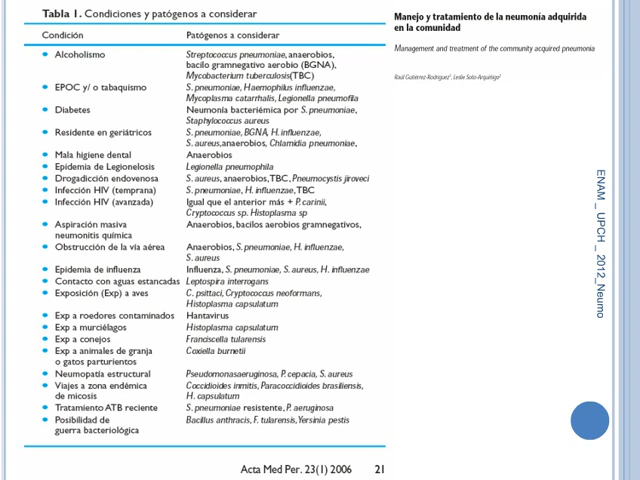 Tabla 1. Condiciones y patógenos a considerar
Condición Patógenos a considerar
Alcoholismo Streptococcus pneumoniae, anaerobios,
bacilo gramnegativo aerobio (BGNA),
Mycobacterium tuberculosis(TBC)
EPOC y/ o tabaquismo S. pneumoniae, Haemophilus influenzae,
Mycoplasma catarrhalis, Legionella pneumofila
Diabetes Neumonía bacteriémica por S. pneumoniae,
Staphylococcus aureus
Residente en geriátricos S. pneumoniae, BGNA, H. influenzae,
S. aureus,anaerobios, Chlamidia pneumoniae,
Mala higiene dental Anaerobios
Epidemia de Legionelosis Legionella pneumophila
Drogadicción endovenosa S. aureus, anaerobios,TBC, Pneumocystis jiroveci
Infección HIV (temprana) S. pneumoniae, H. influenzae, TBC
Infección HIV (avanzada) Igual que el anterior más + P. carinii,
Cryptococcus sp. Histoplasma sp
Aspiración masiva Anaerobios, bacilos aerobios gramnegativos,
neumonitis química
Obstrucción de la vía aérea Anaerobios, S. pneumoniae, H. influenzae,
S. aureus
Epidemia de influenza Influenza, S. pneumoniae, S. aureus, H. influenzae
Contacto con aguas estancadas Leptospira interrogans
Exposición (Exp) a aves C. psittaci, Cryptococcus neoformans,
Histoplasma capsulatum
Exp a roedores contaminados Hantavirus
Exp a murciélagos Histoplasma capsulatum
Exp a conejos Franciscella tularensis
Exp a animales de granja Coxiella burnetii
o gatos parturientos
Neumopatía estructural Pseudomonasaeruginosa, P. cepacia, S. aureus
Viajes a zona endémica Coccidioides inmitis, Paracoccidioides brasiliensis,
de micosis H. capsulatum
Tratamiento ATB reciente S. pneumoniae resistente, P. aeruginosa
Posibilidad de Bacillus anthracis, F. tularensis,Yersinia pestis
guerra bacteriológica
Acta Med Per. 23(1) 2006 21
Manejo y tratamiento de la neumonía adquirida
en la comunidad
Management and treatment of the community acquired pneumonia
Raúl Gutiérrez-Rodríguez¹, Leslie Soto-Arquíñigo²
ENAM _ UPCH _ 2012_Neumo